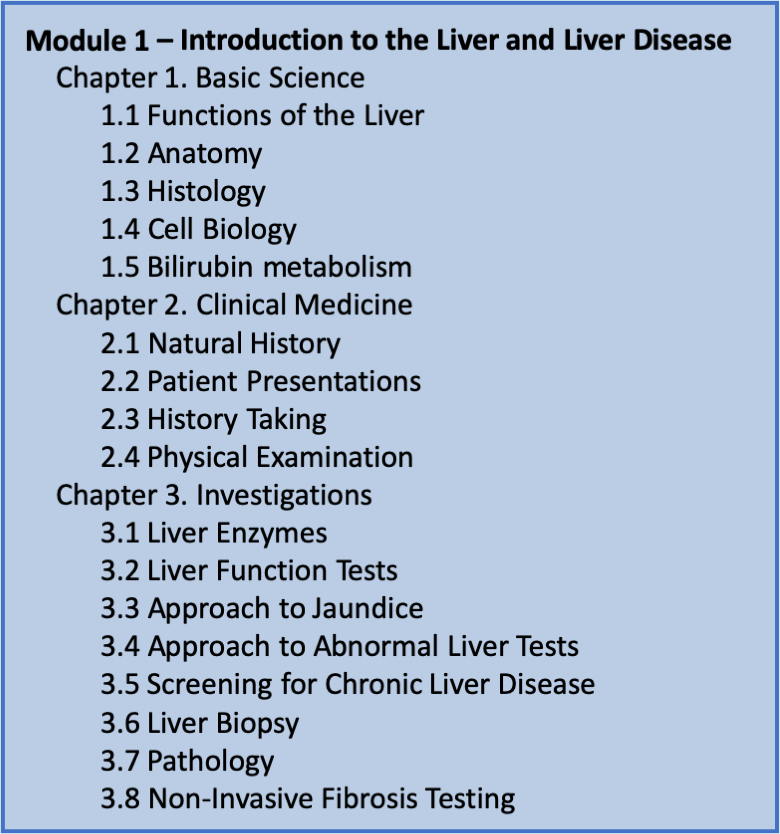 Module 1 – Introduction to the Liver and Liver Disease
Chapter 1. Basic Science
1.1 Functions of the Liver
1.2 Anatomy
1.3 Histology
1.4 Cell Biology
1.5 Bilirubin metabolism
Chapter 2. Clinical Medicine
2.1 Natural History
2.2 Patient Presentations
2.3 History Taking
2.4 Physical Examination
Chapter 3. Investigations
3.1 Liver Enzymes
3.2 Liver Function Tests
3.3 Approach to Jaundice
3.4 Approach to Abnormal Liver Tests
3.5 Screening for Chronic Liver Disease
3.6 Liver Biopsy
3.7 Pathology
3.8 Non-Invasive Fibrosis Testing